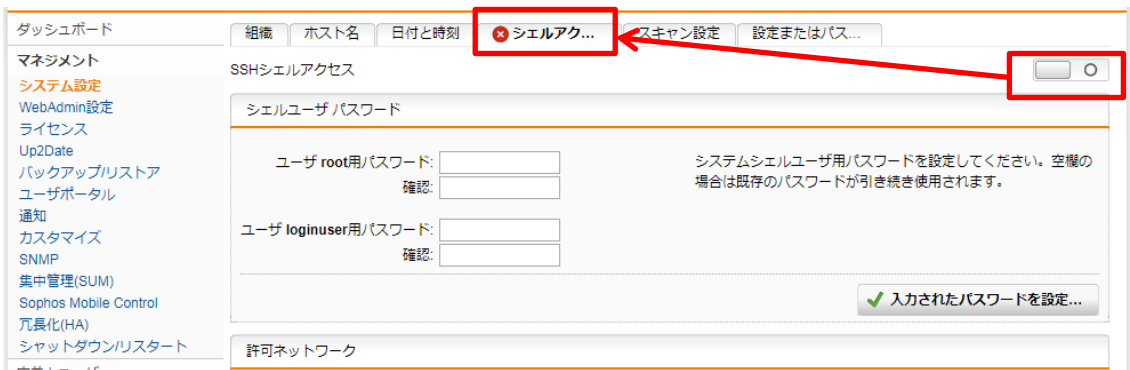 ダッシュボード
マネジメント
システム設定
WebAdmin設定
ライセンス
Up2Date
バックアップ/リストア
ユーザポータル
通知
カスタマイズ
SNMP
集中管理(SUM)
Sophos Mobile Control
冗長化(HA)
シャットダウン/リスタート
組織 ホスト名 日付と時刻 シェルアク... スキャン設定 設定またはパス...
SSHシェルアクセス
シェルユーザ パスワード
ユーザ root用パスワード:
確認:
ユーザ loginuser用パスワード:
確認:
システムシェルユーザ用パスワードを設定してください。空欄の
場合は既存のパスワードが引き続き使用されます。
入力されたパスワードを設定...
許可ネットワーク